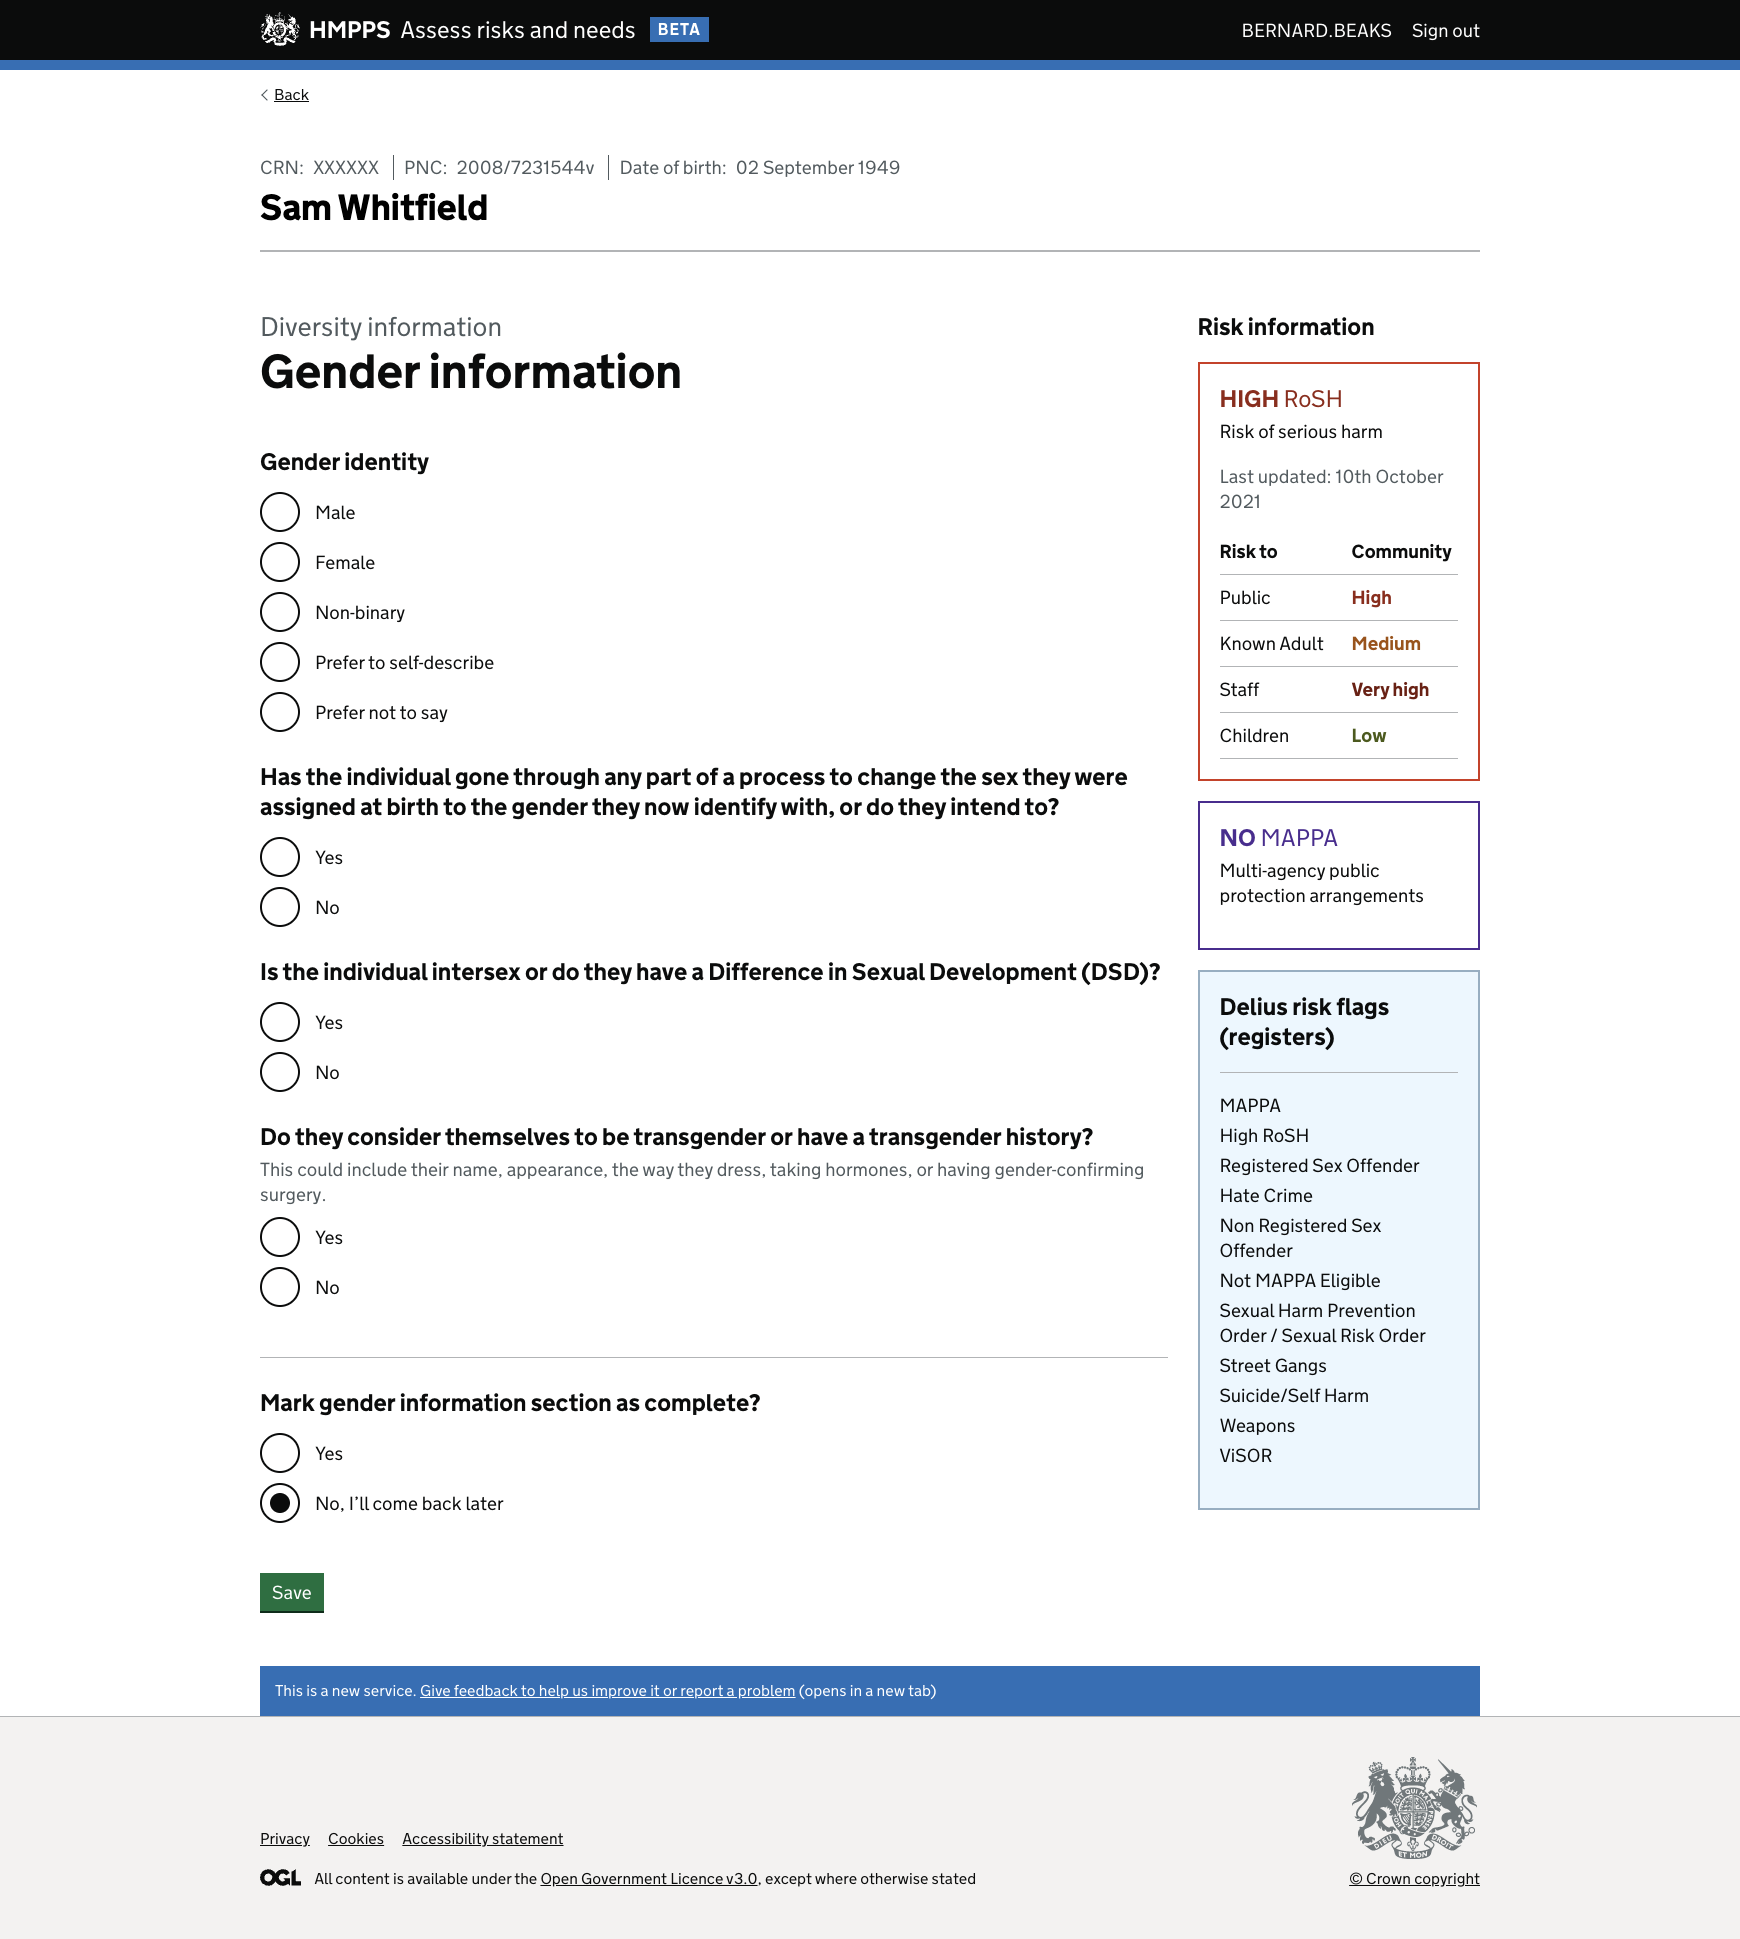 HMPPS Assess risks and needs BETA
BERNARD.BEAKS Sign out
Back
CRN: XXXXXX PNC: 2008/7231544v Date of birth: 02 September 1949
Sam Whitfield
Diversity information
Gender information
Gender identity
Male
Female
Non-binary
Prefer to self-describe
Prefer not to say
Has the individual gone through any part of a process to change the sex they were
assigned at birth to the gender they now identify with, or do they intend to?
Yes
No
Is the individual intersex or do they have a Difference in Sexual Development (DSD)?
Yes
No
Do they consider themselves to be transgender or have a transgender history?
This could include their name, appearance, the way they dress, taking hormones, or having gender-confirming
surgery.
Yes
No
Mark gender information section as complete?
Yes
No, I’ll come back later
Save
Risk information
HIGH RoSH
Risk of serious harm
Last updated: 10th October
2021
Risk to Community
Public High
Known Adult Medium
Staff Very high
Children Low
NO MAPPA
Multi-agency public
protection arrangements
Delius risk flags
(registers)
MAPPA
High RoSH
Registered Sex Offender
Hate Crime
Non Registered Sex
Offender
Not MAPPA Eligible
Sexual Harm Prevention
Order / Sexual Risk Order
Street Gangs
Suicide/Self Harm
Weapons
ViSOR
This is a new service. Give feedback to help us improve it or report a problem (opens in a new tab)
Privacy Cookies Accessibility statement
OGL All content is available under the Open Government Licence v3.0, except where otherwise stated
© Crown copyright